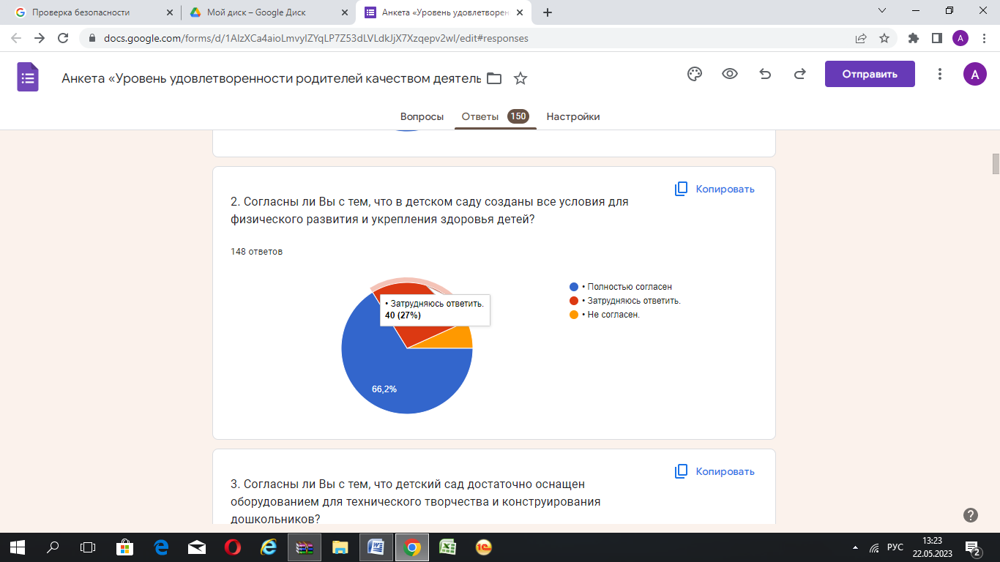 Проверка безопасности
Мой диск – Google Диск
Анкета «Уровень удовлетворен
docs.google.com/forms/d/1AlzXCa4aioLmvylZYqLP7Z53dLVLdkJjX7Xzqepv2wI/edit#responses
A
Анкета «Уровень удовлетворенности родителей качеством деятель
Отправить
A
Вопросы
Ответы 150
Настройки
Копировать
2. Согласны ли Вы с тем, что в детском саду созданы все условия для
физического развития и укрепления здоровья детей?
148 ответов
• Полностью согласен
• Затрудняюсь ответить.
• Не согласен.
• Затрудняюсь ответить.
40 (27%)
66,2%
Копировать
3. Согласны ли Вы с тем, что детский сад достаточно оснащен
оборудованием для технического творчества и конструирования
дошкольников?
РУС
13:23
22.05.2023
2